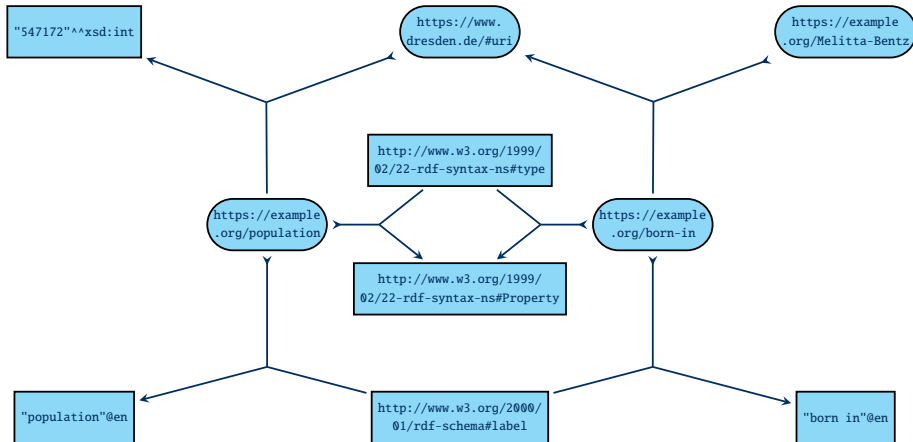 "547172"^^xsd:int
https://www.
dresden.de/#uri
https://example
.org/Melitta-Bentz
http://www.w3.org/1999/
02/22-rdf-syntax-ns#type
https://example
.org/population
https://example
.org/born-in
http://www.w3.org/1999/
02/22-rdf-syntax-ns#Property
"population"@en
http://www.w3.org/2000/
01/rdf-schema#label
"born in"@en